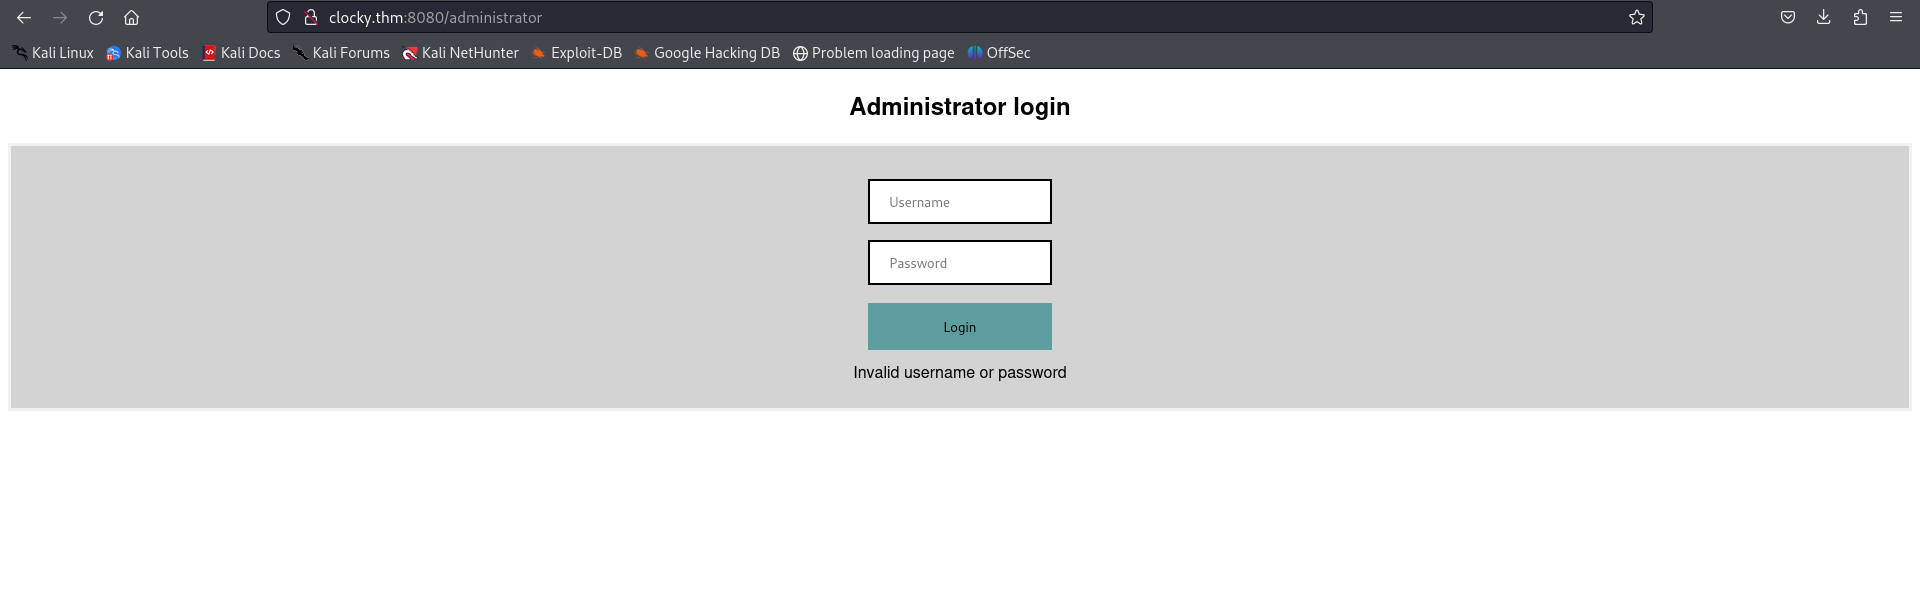 clocky.thm:8080/administrator
Kali Linux Kali Tools Kali Docs Kali Forums Kali NetHunter Exploit-DB Google Hacking DB Problem loading page OffSec
Administrator login
Username
Password
Login
Invalid username or password